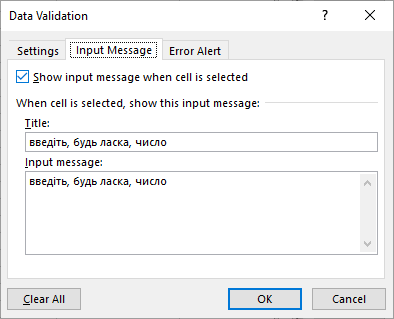 Data Validation
?
Settings
Input Message
Error Alert
Show input message when cell is selected
When cell is selected, show this input message:
Title:
введіть, будь ласка, число
Input message:
введіть, будь ласка, число
Clear All
OK
Cancel